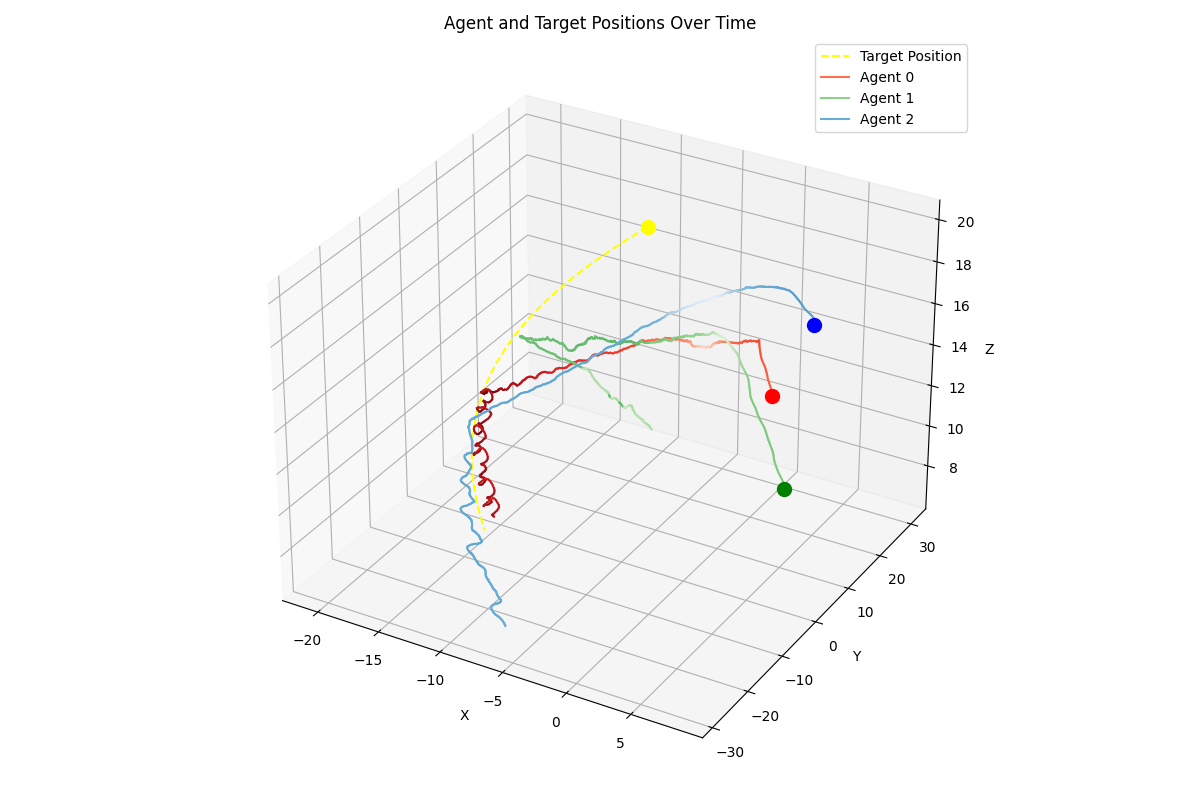 Agent and Target Positions Over Time
Target Position
Agent 0
Agent 1
Agent 2
20
18
16
14
Z
12
10
8
30
20
10
0
Y
−10
−20
−30
−20
−15
−10
−5
X
0
5